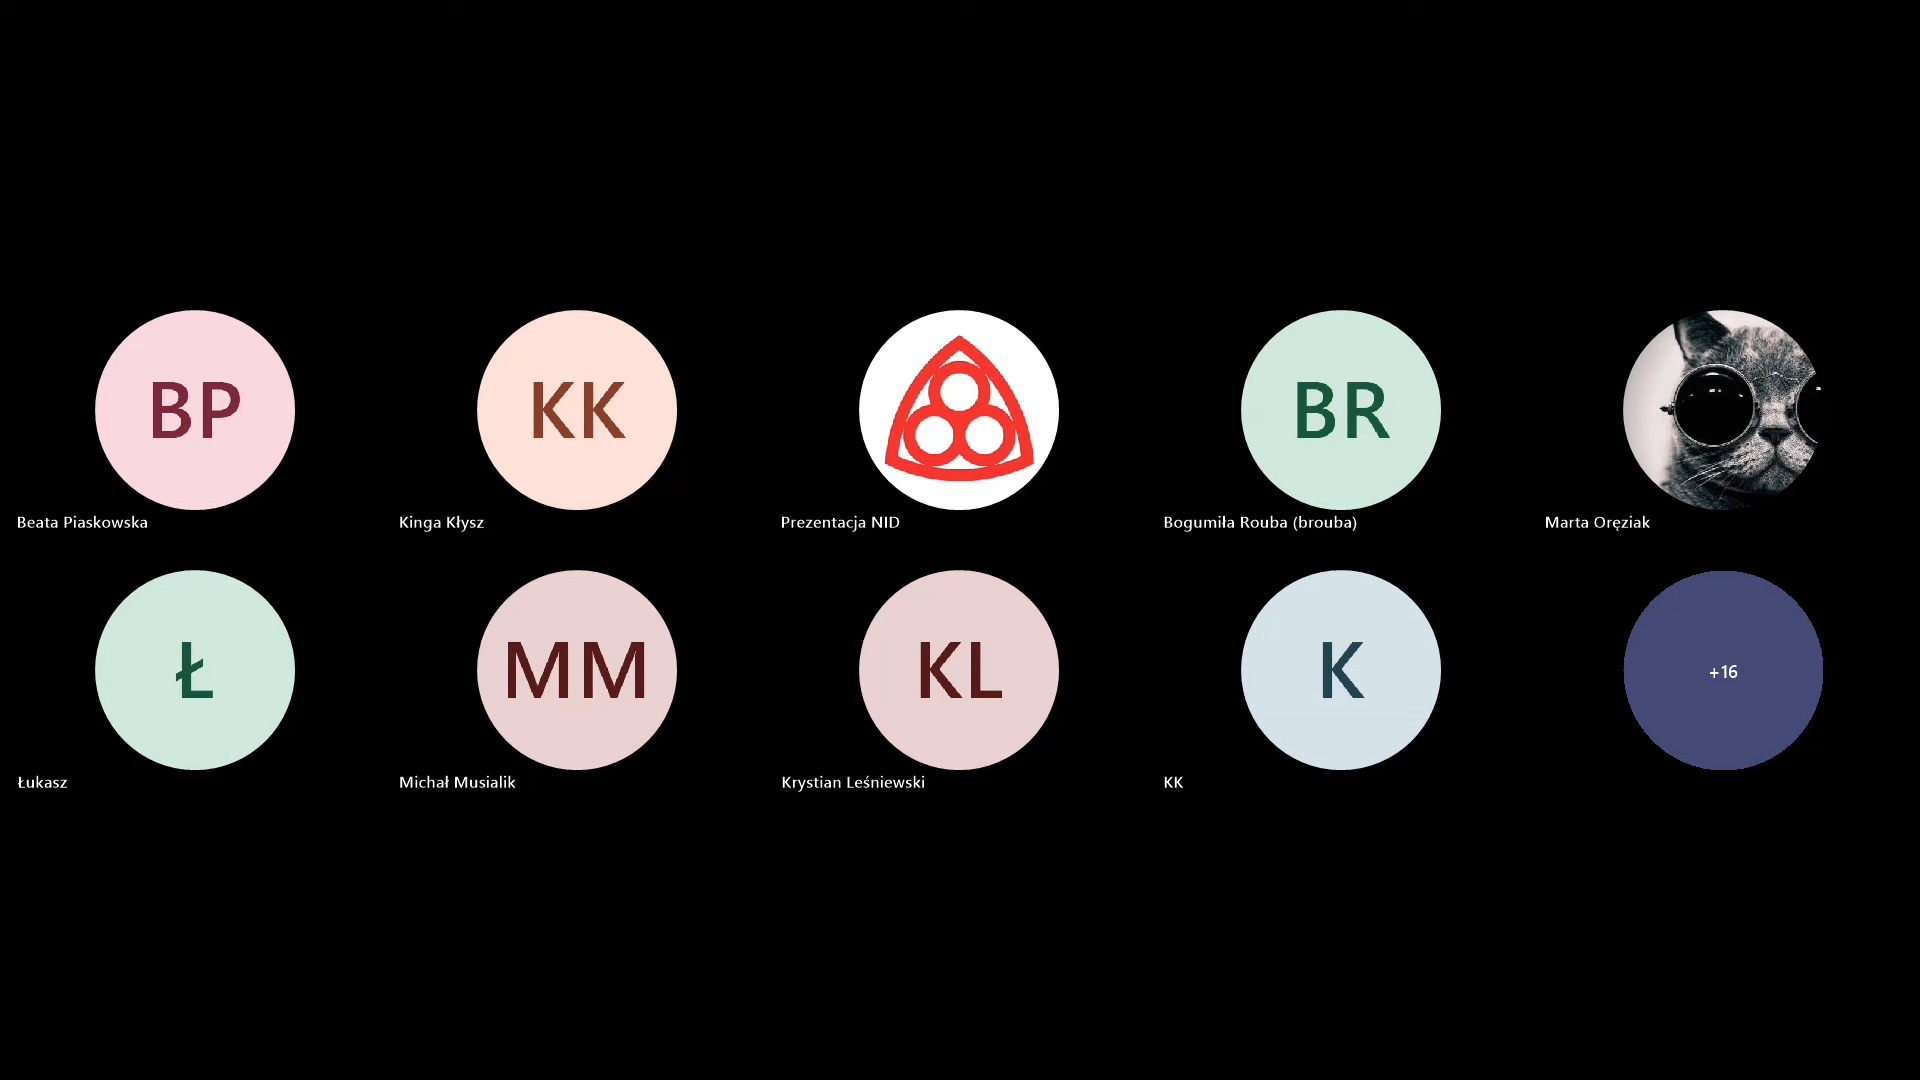 BP
KK
BR
Beata Piaskowska
Kinga Kłysz
Prezentacja NID
Bogumiła Rouba (brouba)
Marta Oręziak
Ł
MM
KL
K
+16
Łukasz
Michał Musialik
Krystian Leśniewski
KK